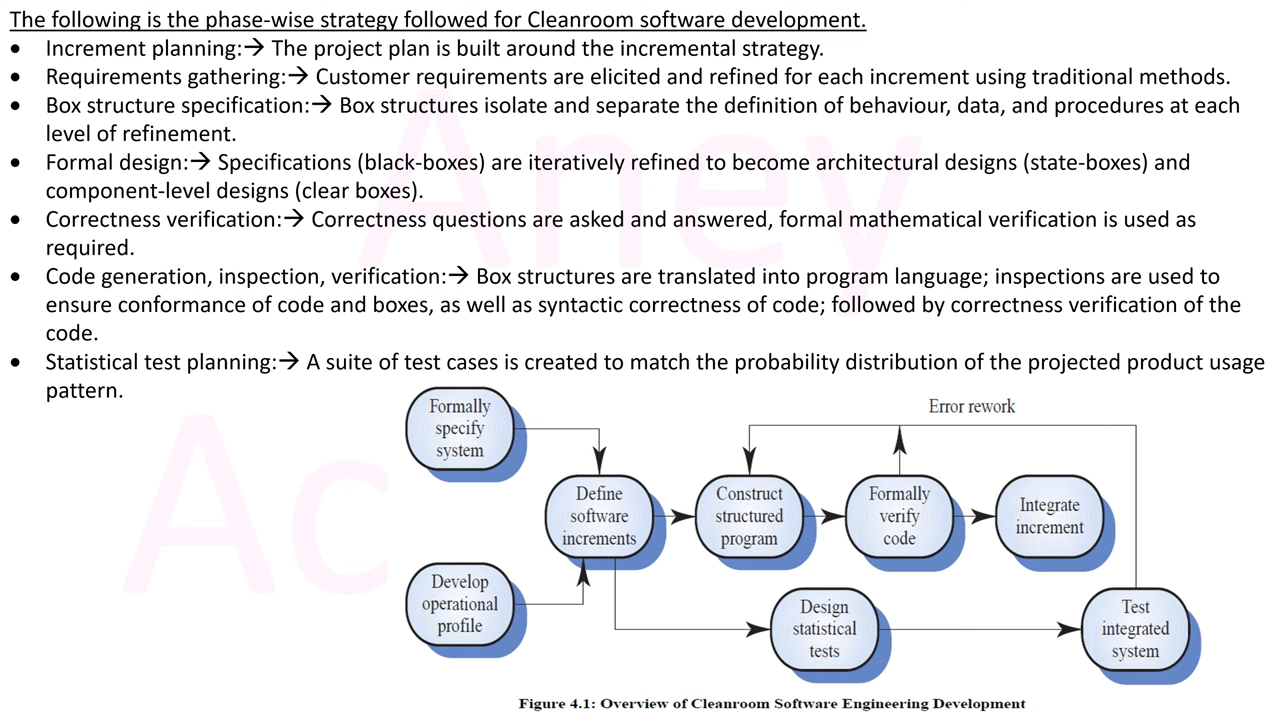 The following is the phase-wise strategy followed for Cleanroom software development.
• Increment planning:→ The project plan is built around the incremental strategy.
• Requirements gathering:→ Customer requirements are elicited and refined for each increment using traditional methods.
• Box structure specification:→ Box structures isolate and separate the definition of behaviour, data, and procedures at each
level of refinement.
• Formal design:→ Specifications (black-boxes) are iteratively refined to become architectural designs (state-boxes) and
component-level designs (clear boxes).
• Correctness verification:→ Correctness questions are asked and answered, formal mathematical verification is used as
required.
• Code generation, inspection, verification:→ Box structures are translated into program language; inspections are used to
ensure conformance of code and boxes, as well as syntactic correctness of code; followed by correctness verification of the
code.
• Statistical test planning:→ A suite of test cases is created to match the probability distribution of the projected product usage
pattern.
Aney
Ac
Formally
specify
system
Error rework
Define
software
increments
Construct
structured
program
Formally
verify
code
Integrate
increment
Develop
operational
profile
Design
statistical
tests
Test
integrated
system
Figure 4.1: Overview of Cleanroom Software Engineering Development